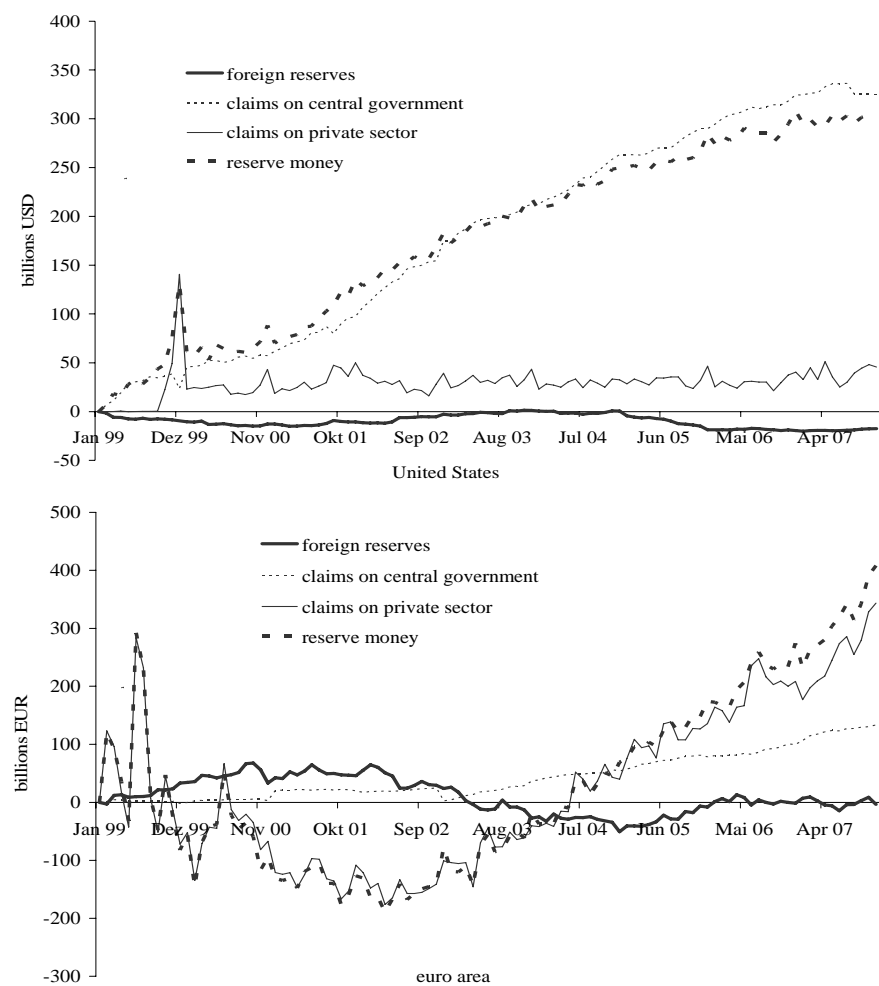 400
350
foreign reserves
300
claims on central government
claims on private sector
250
reserve money
200
billions USD
150
100
50
0
Jan 99 Dez 99 Nov 00 Okt 01 Sep 02 Aug 03 Jul 04 Jun 05 Mai 06 Apr 07
-50
United States
500
foreign reserves
400
claims on central government
claims on private sector
300
reserve money
200
billions EUR
100
0
Jan 99 Dez 99 Nov 00 Okt 01 Sep 02 Aug 03 Jul 04 Jun 05 Mai 06 Apr 07
-100
-200
-300
euro area